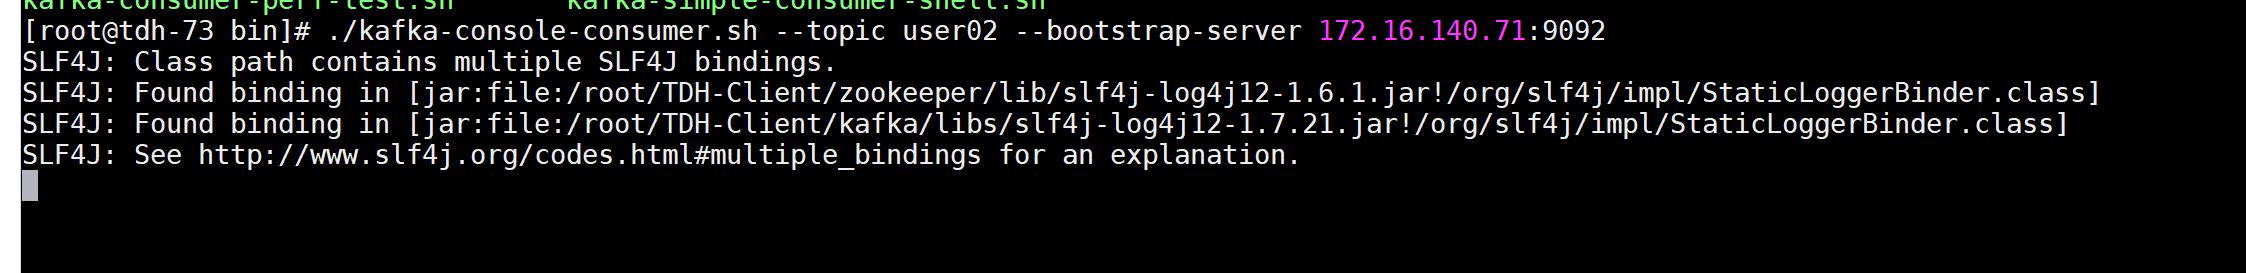 kafka-consumer-perf-test.sh kafka-simple-consumer-shell.sh
[root@tdh-73 bin]# ./kafka-console-consumer.sh --topic user02 --bootstrap-server 172.16.140.71:9092
SLF4J: Class path contains multiple SLF4J bindings.
SLF4J: Found binding in [jar:file:/root/TDH-Client/zookeeper/lib/slf4j-log4j12-1.6.1.jar!/org/slf4j/impl/StaticLoggerBinder.class]
SLF4J: Found binding in [jar:file:/root/TDH-Client/kafka/libs/slf4j-log4j12-1.7.21.jar!/org/slf4j/impl/StaticLoggerBinder.class]
SLF4J: See http://www.slf4j.org/codes.html#multiple_bindings for an explanation.